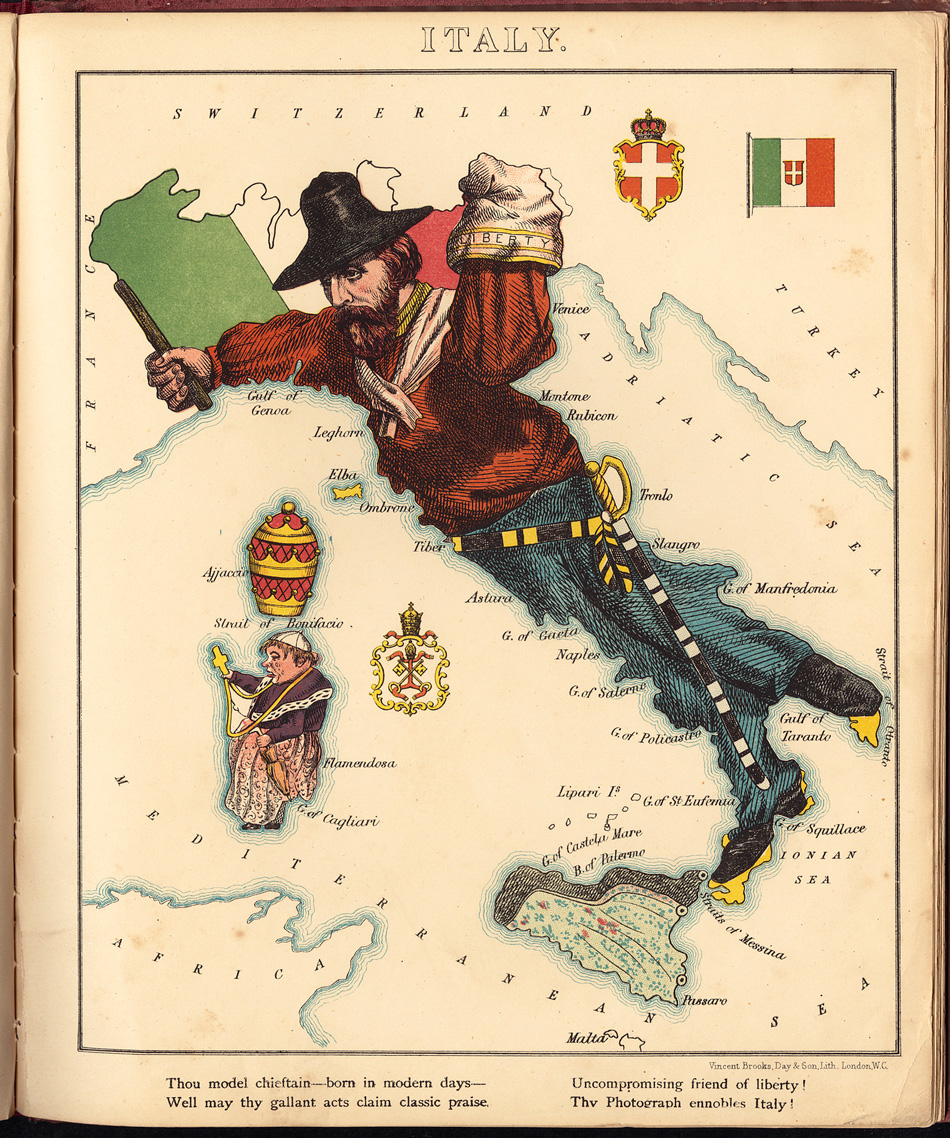 ITALY.
SWITZERLAND
FRANCE
LIBERTY
TURKEY
Venice
ADRIATIC SEA
Gulf of
Genoa
Montone
Rubicon
Leghorn
Elba
Ombrone
Tronto
Tiber
Slangro
Ajjaccio
Astura
G. of Manfredonia
Strait of Bonifacio.
G. of Gaeta
Naples
Strait of Otranto
G. of Salerno
Gulf of
Taranto
G. of Policastro
Flamendosa
Lipari Is
G. of St Eufemia
G. of Cagliari
G. of Squillace
G. of Castela Mare
B. of Palermo
IONIAN
SEA
Straits of Messina
MEDITERRANEAN SEA
AFRICA
Passaro
Malta
Vincent Brooks, Day & Son, Lith. London, W.C.
Thou model chieftain—born in modern days—
Well may thy gallant acts claim classic praise.
Uncompromising friend of liberty!
Thy Photograph ennobles Italy!